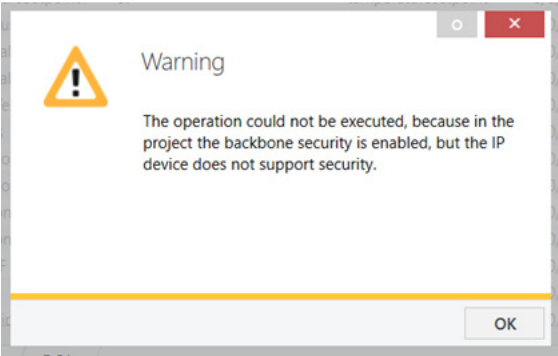 Warning
The operation could not be executed, because in the
project the backbone security is enabled, but the IP
device does not support security.
OK